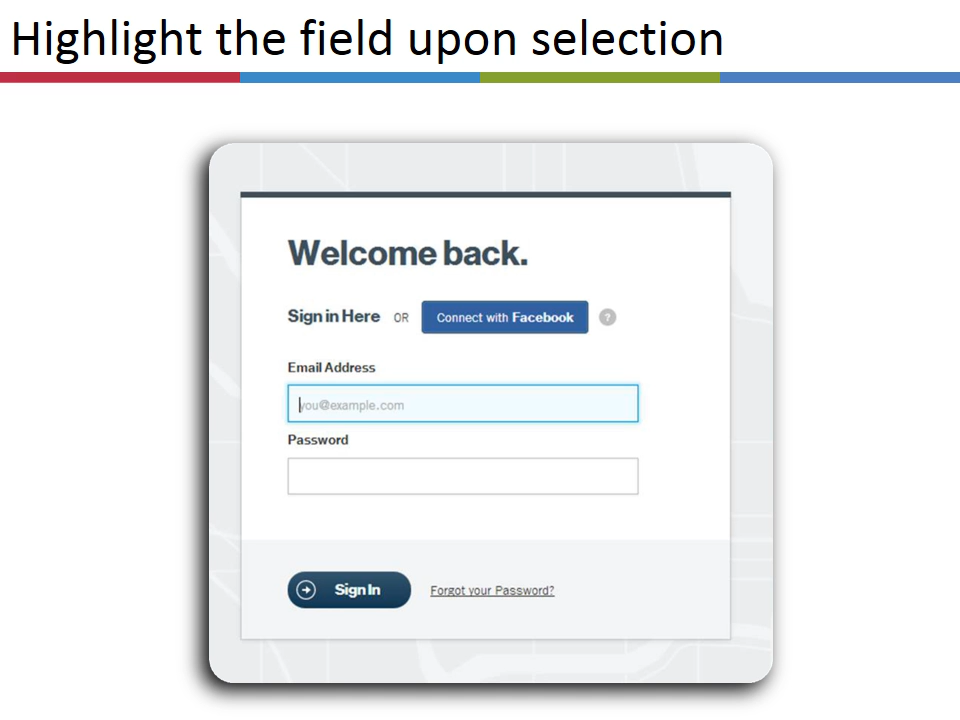 Highlight the field upon selection
Welcome back.
Sign in Here OR Connect with Facebook ?
Email Address
you@example.com
Password
Sign In Forgot your Password?